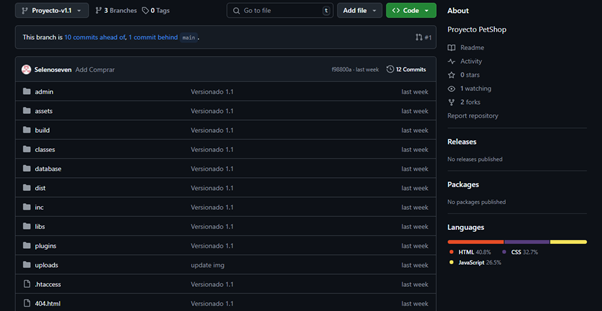 Proyecto-v1.1 3 Branches 0 Tags Go to file t Add file Code
This branch is 10 commits ahead of, 1 commit behind main . #1
Selenoseven Add Comprar f98800a · last week 12 Commits
admin Versionado 1.1 last week
assets Versionado 1.1 last week
build Versionado 1.1 last week
classes Versionado 1.1 last week
database Versionado 1.1 last week
dist Versionado 1.1 last week
inc Versionado 1.1 last week
libs Versionado 1.1 last week
plugins Versionado 1.1 last week
uploads update img last week
.htaccess Versionado 1.1 last week
404.html Versionado 1.1 last week
About
Proyecto PetShop
Readme
Activity
0 stars
1 watching
2 forks
Report repository
Releases
No releases published
Packages
No packages published
Languages
HTML 40.8% CSS 32.7%
JavaScript 26.5%